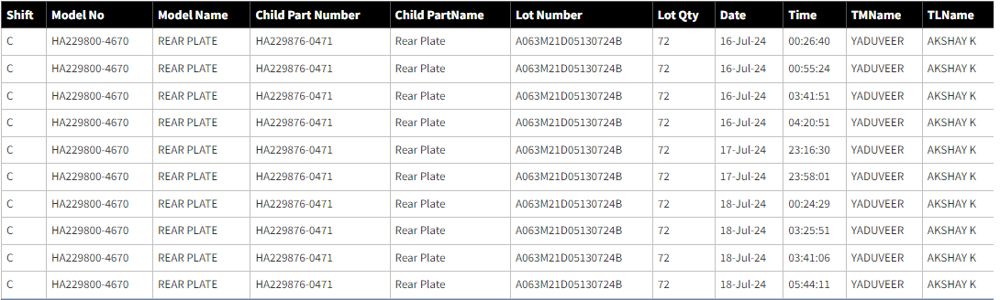 Shift Model No Model Name Child Part Number Child PartName Lot Number Lot Qty Date Time TMName TLName
C HA229800-4670 REAR PLATE HA229876-0471 Rear Plate A063M21D05130724B 72 16-Jul-24 00:26:40 YADUVEER AKSHAY K
C HA229800-4670 REAR PLATE HA229876-0471 Rear Plate A063M21D05130724B 72 16-Jul-24 00:55:24 YADUVEER AKSHAY K
C HA229800-4670 REAR PLATE HA229876-0471 Rear Plate A063M21D05130724B 72 16-Jul-24 03:41:51 YADUVEER AKSHAY K
C HA229800-4670 REAR PLATE HA229876-0471 Rear Plate A063M21D05130724B 72 16-Jul-24 04:20:51 YADUVEER AKSHAY K
C HA229800-4670 REAR PLATE HA229876-0471 Rear Plate A063M21D05130724B 72 17-Jul-24 23:16:30 YADUVEER AKSHAY K
C HA229800-4670 REAR PLATE HA229876-0471 Rear Plate A063M21D05130724B 72 17-Jul-24 23:58:01 YADUVEER AKSHAY K
C HA229800-4670 REAR PLATE HA229876-0471 Rear Plate A063M21D05130724B 72 18-Jul-24 00:24:29 YADUVEER AKSHAY K
C HA229800-4670 REAR PLATE HA229876-0471 Rear Plate A063M21D05130724B 72 18-Jul-24 03:25:51 YADUVEER AKSHAY K
C HA229800-4670 REAR PLATE HA229876-0471 Rear Plate A063M21D05130724B 72 18-Jul-24 03:41:06 YADUVEER AKSHAY K
C HA229800-4670 REAR PLATE HA229876-0471 Rear Plate A063M21D05130724B 72 18-Jul-24 05:44:11 YADUVEER AKSHAY K